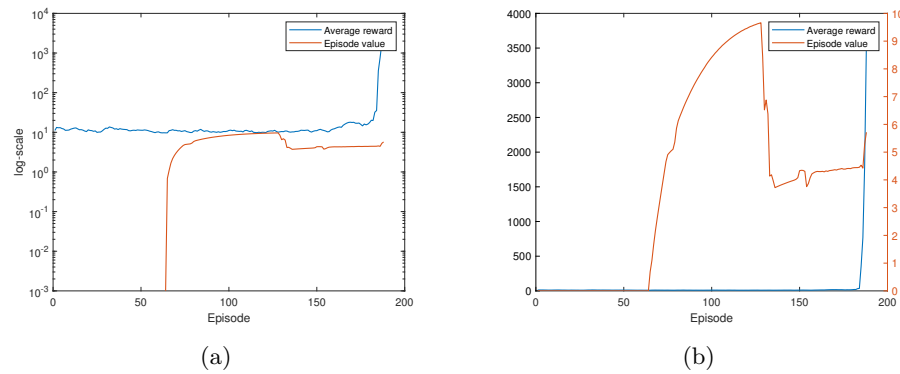 10^4
10^3
10^2
10^1
10^0
10^-1
10^-2
10^-3
log-scale
0 50 100 150 200
Episode
Average reward
Episode value
(a)
4000
3500
3000
2500
2000
1500
1000
500
0
0 50 100 150 200
Episode
Average reward
Episode value
10
9
8
7
6
5
4
3
2
1
0
(b)